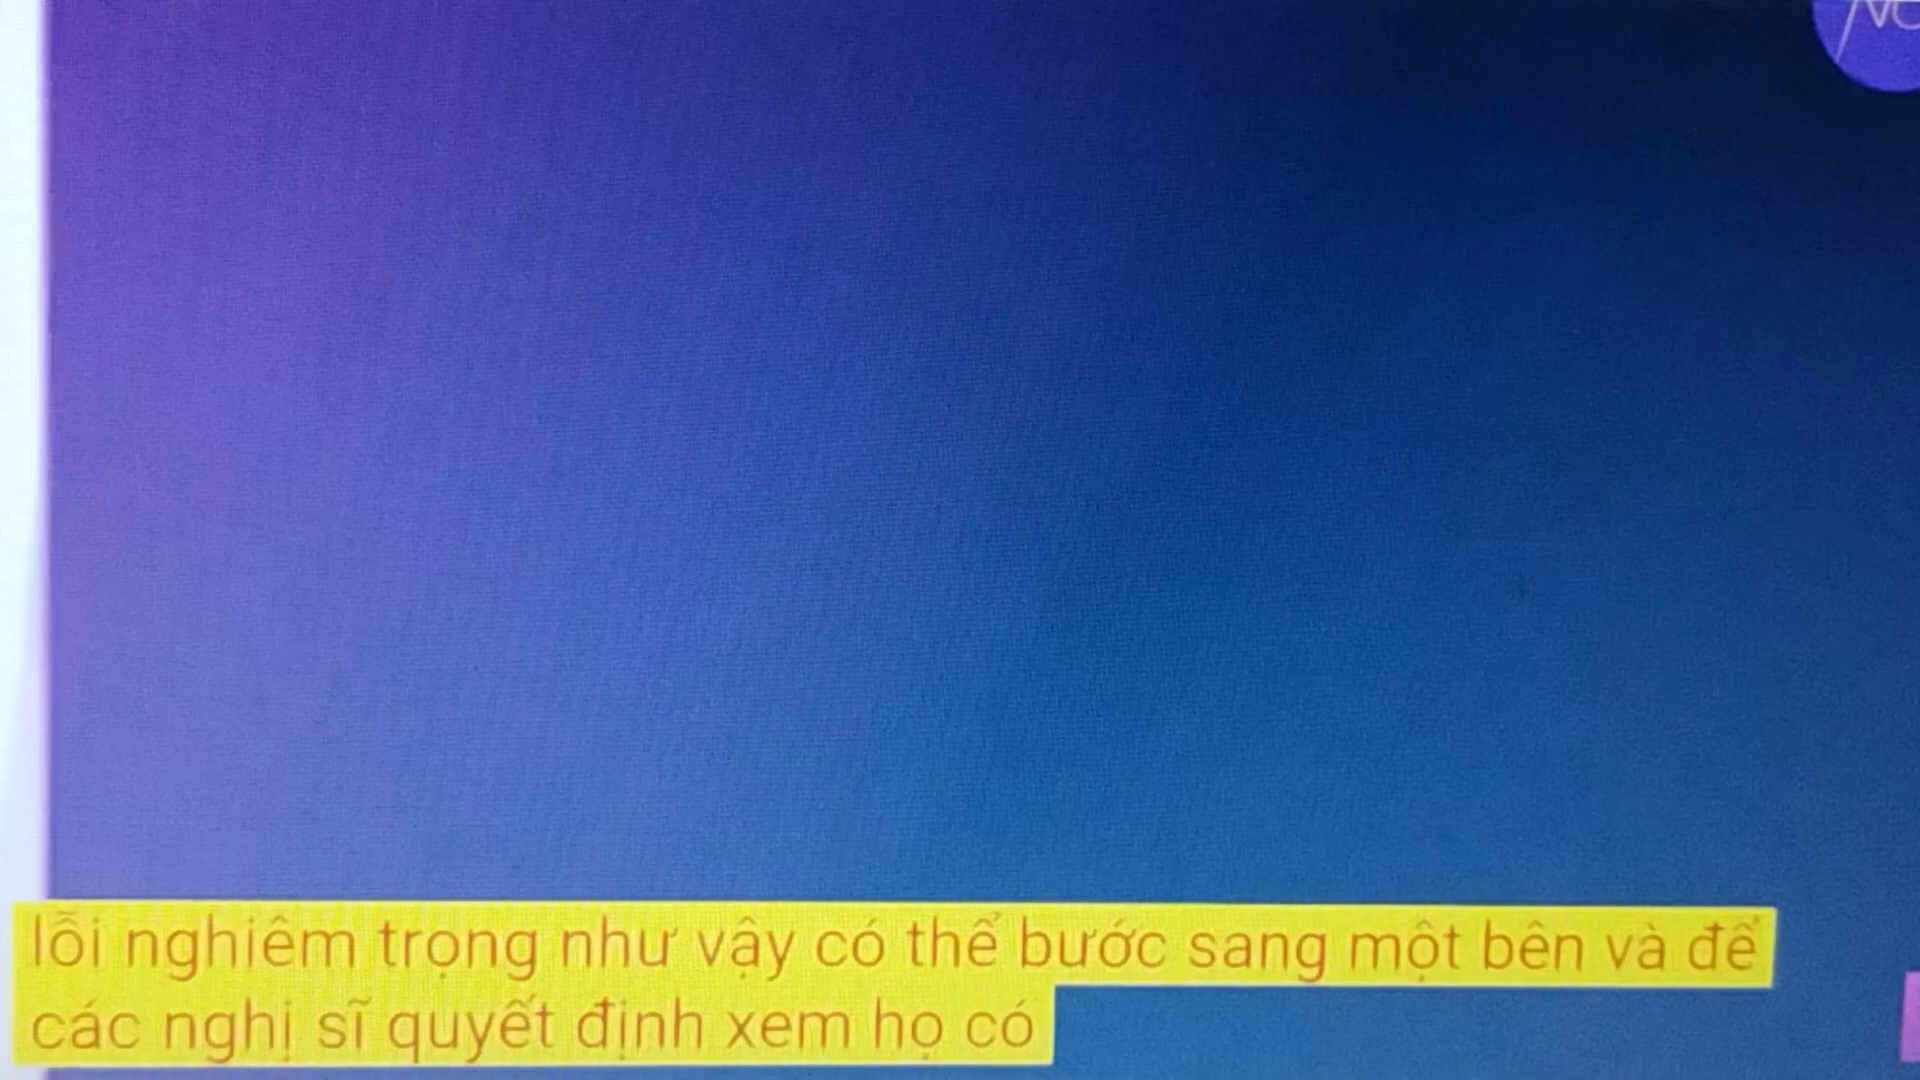 lỗi nghiêm trọng như vậy có thể bước sang một bên và để
các nghị sĩ quyết định xem họ có